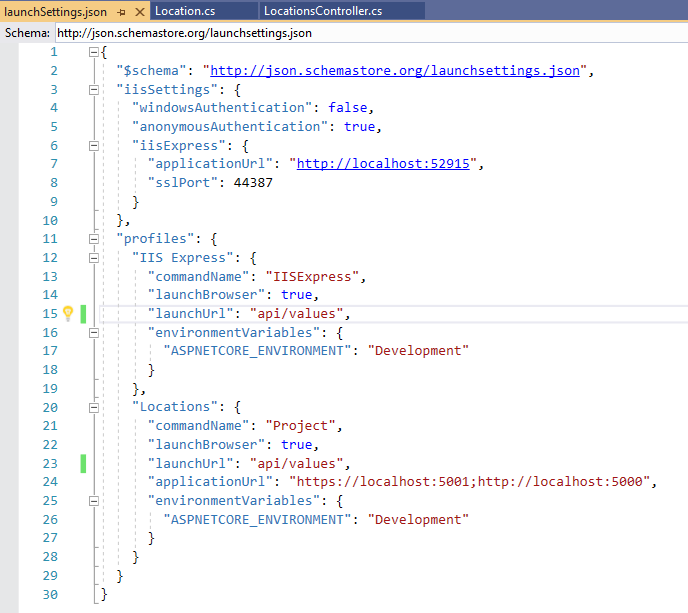 launchSettings.json Location.cs LocationsController.cs
Schema: http://json.schemastore.org/launchsettings.json
1 {
2 "$schema": "http://json.schemastore.org/launchsettings.json",
3 "iisSettings": {
4 "windowsAuthentication": false,
5 "anonymousAuthentication": true,
6 "iisExpress": {
7 "applicationUrl": "http://localhost:52915",
8 "sslPort": 44387
9 }
10 },
11 "profiles": {
12 "IIS Express": {
13 "commandName": "IISExpress",
14 "launchBrowser": true,
15 "launchUrl": "api/values",
16 "environmentVariables": {
17 "ASPNETCORE_ENVIRONMENT": "Development"
18 }
19 },
20 "Locations": {
21 "commandName": "Project",
22 "launchBrowser": true,
23 "launchUrl": "api/values",
24 "applicationUrl": "https://localhost:5001;http://localhost:5000",
25 "environmentVariables": {
26 "ASPNETCORE_ENVIRONMENT": "Development"
27 }
28 }
29 }
30 }